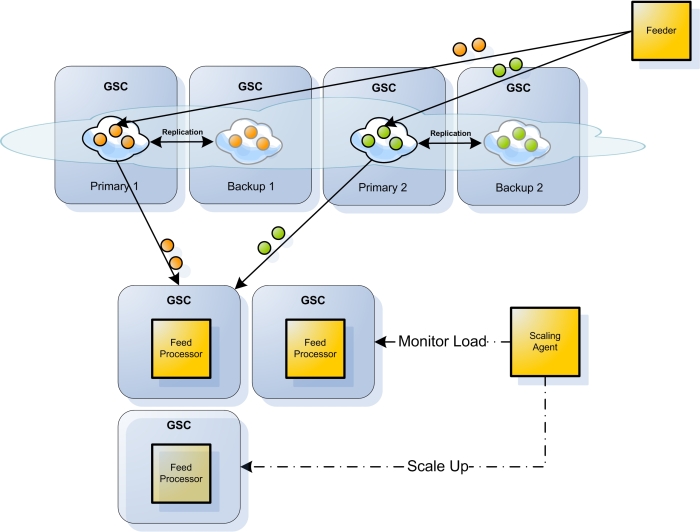 Feeder
GSC
GSC
GSC
GSC
Replication
Replication
Primary 1
Backup 1
Primary 2
Backup 2
GSC
GSC
Feed
Processor
Feed
Processor
Monitor Load
Scaling
Agent
GSC
Feed
Processor
Scale Up